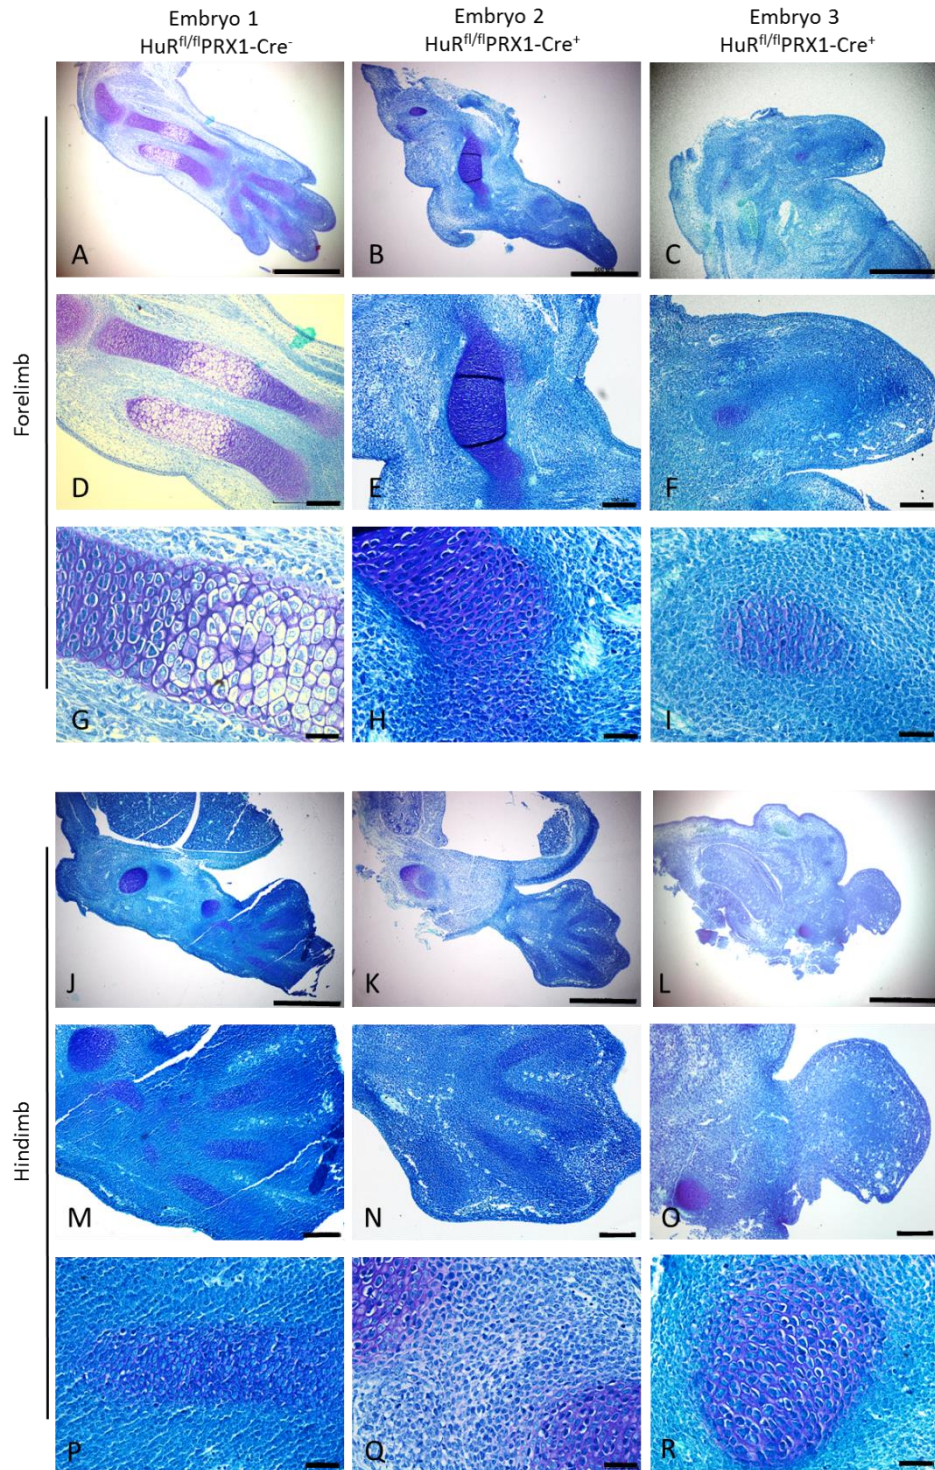 Embryo 1
HuR^fl/fl PRX1-Cre^-
Embryo 2
HuR^fl/fl PRX1-Cre^+
Embryo 3
HuR^fl/fl PRX1-Cre^+
Forelimb
A
B
C
D
E
F
G
H
I
Hindimb
J
K
L
M
N
O
P
Q
R